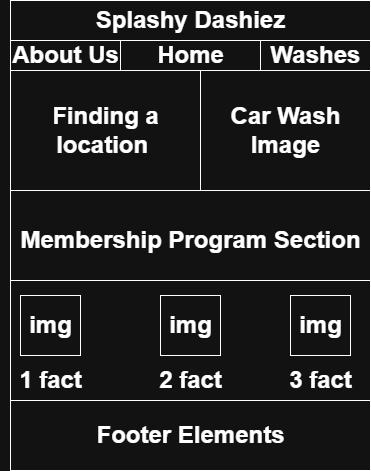 Splashy Dashiez
About Us Home Washes
Finding a
location
Car Wash
Image
Membership Program Section
img img img
1 fact 2 fact 3 fact
Footer Elements